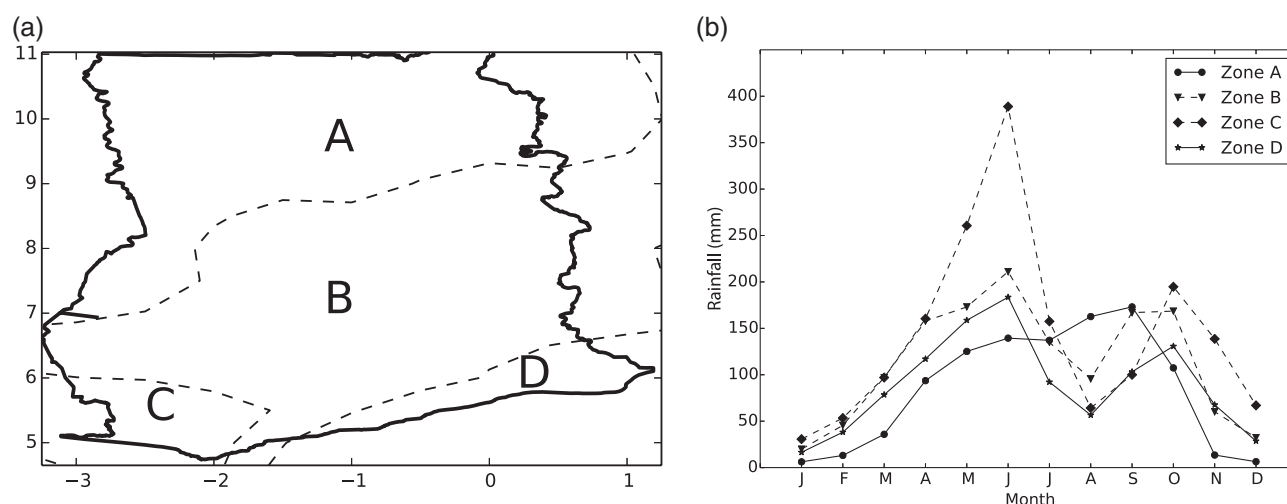 (a)
11
10
9
8
7
6
5
−3
−2
−1
0
1
A
B
C
D
(b)
Rainfall (mm)
400
350
300
250
200
150
100
50
0
J F M A M J J A S O N D
Month
Zone A
Zone B
Zone C
Zone D